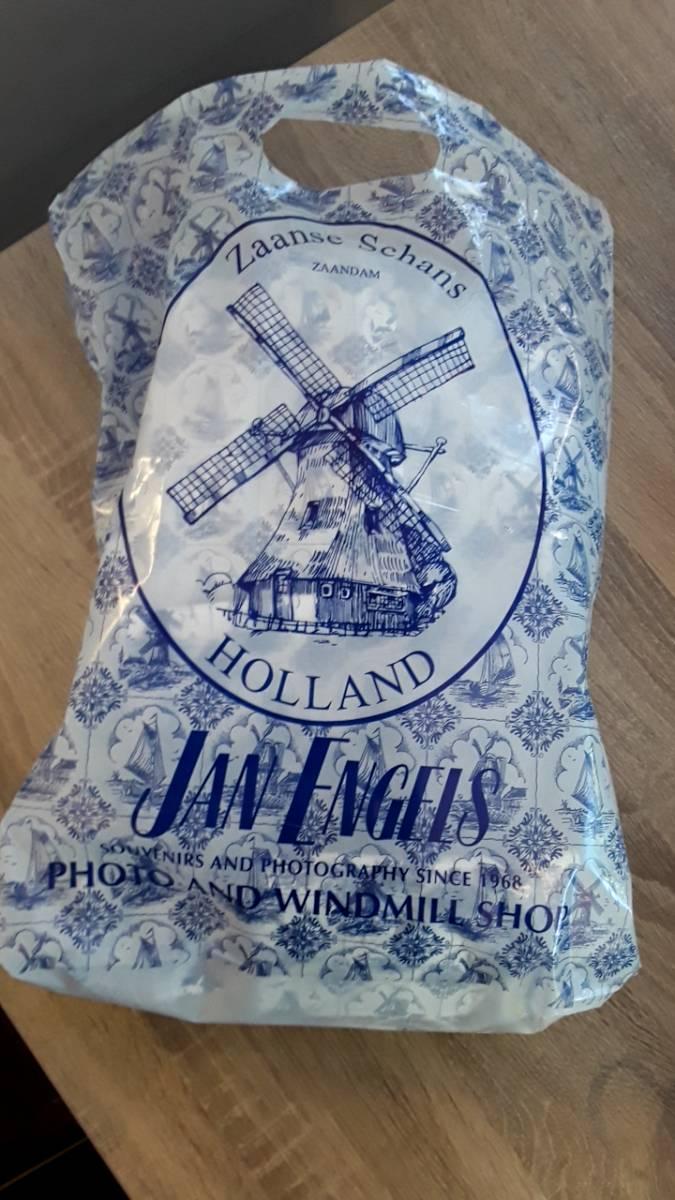 Zaanse Schans
ZAANDAM
HOLLAND
JAN ENGELS
SOUVENIRS AND PHOTOGRAPHY SINCE 1968
PHOTO AND WINDMILL SHOP